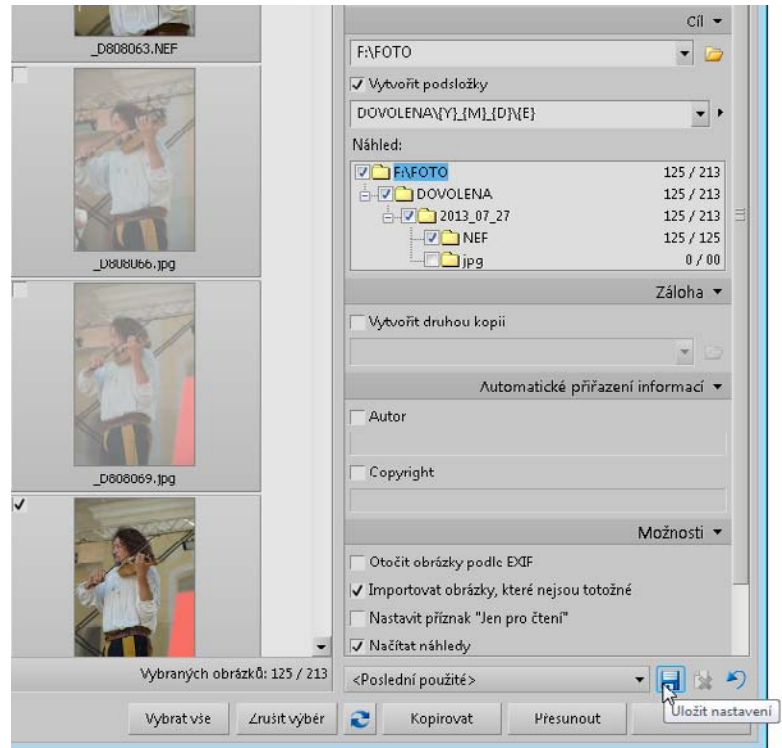 _D808063.NEF
_D808066.jpg
_D808069.jpg
Vybraných obrázků: 125 / 213
Cíl
F:\FOTO
Vytvořit podsložky
DOVOLENA\{Y}_{M}_{D}\{E}
Náhled:
F:\FOTO 125 / 213
DOVOLENA 125 / 213
2013_07_27 125 / 213
NEF 125 / 125
jpg 0 / 00
Záloha
Vytvořit druhou kopii
Automatické přiřazení informací
Autor
Copyright
Možnosti
Otočit obrázky podle EXIF
Importovat obrázky, které nejsou totožné
Nastavit příznak "Jen pro čtení"
Načítat náhledy
<Poslední použité>
Uložit nastavení
Vybrat vše Zrušit výběr Kopírovat Přesunout